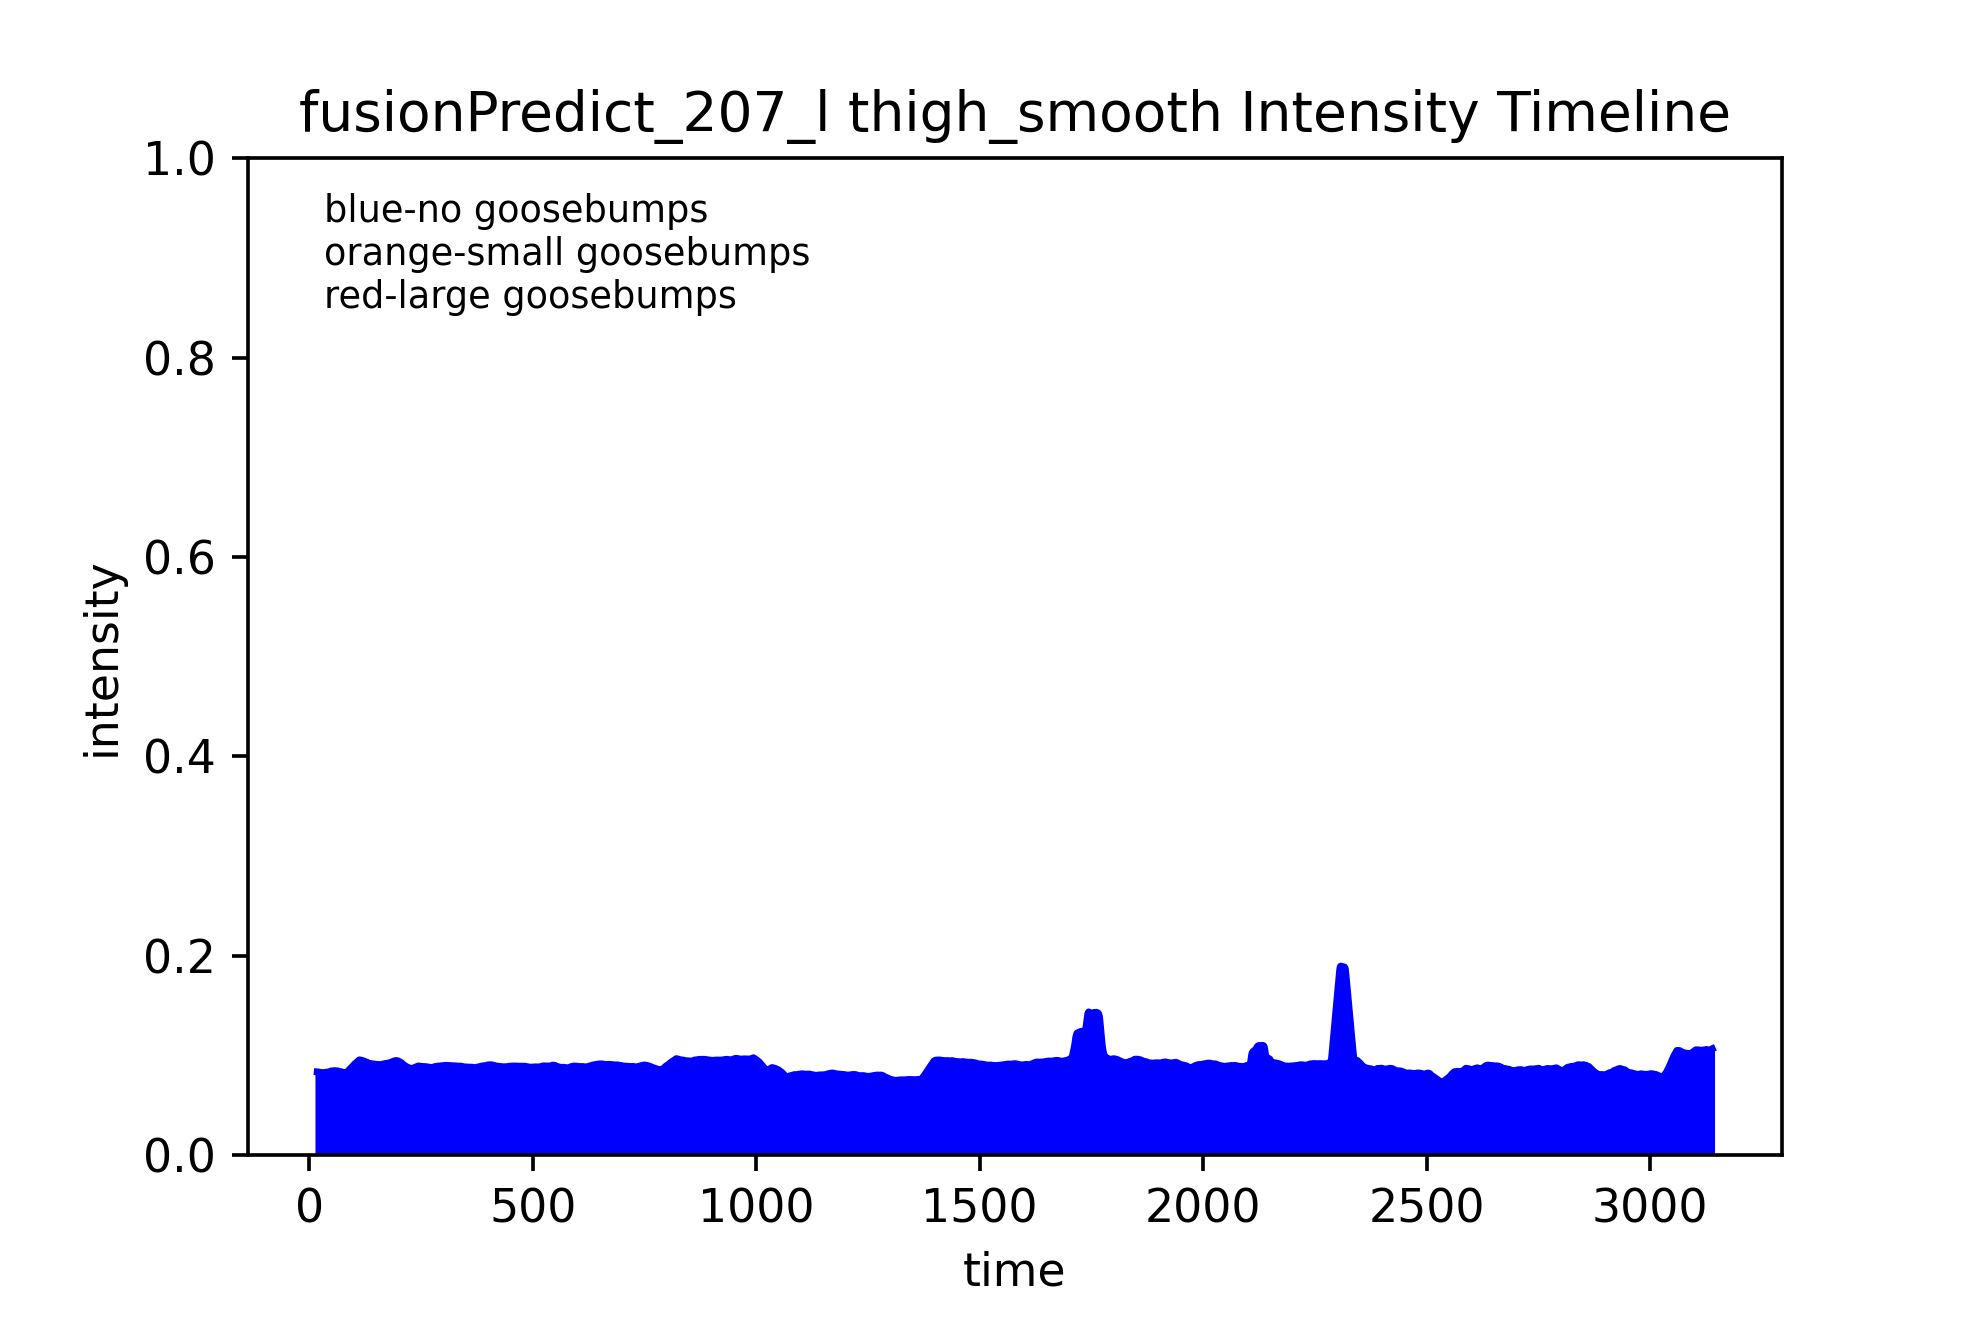 fusionPredict_207_l thigh_smooth Intensity Timeline
1.0
blue-no goosebumps
orange-small goosebumps
red-large goosebumps
0.8
0.6
intensity
0.4
0.2
0.0
0 500 1000 1500 2000 2500 3000
time